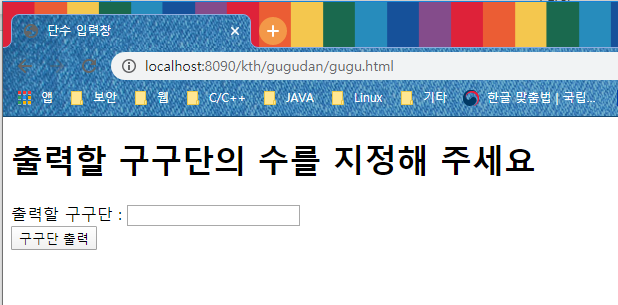 단수 입력창
localhost:8090/kth/gugudan/gugu.html
앱 보안 웹 C/C++ JAVA Linux 기타 한글 맞춤법 | 국립...
출력할 구구단의 수를 지정해 주세요
출력할 구구단 :
구구단 출력